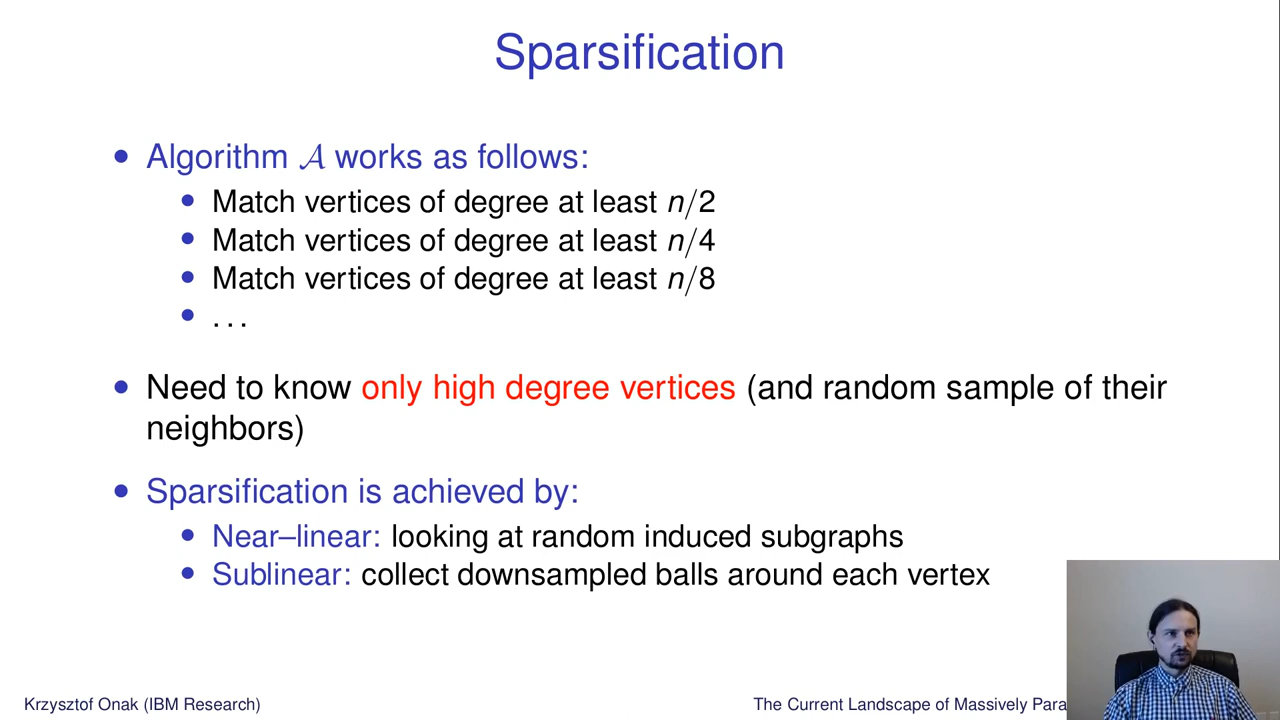 Sparsification
• Algorithm 𝒜 works as follows:
• Match vertices of degree at least n/2
• Match vertices of degree at least n/4
• Match vertices of degree at least n/8
• . . .
• Need to know only high degree vertices (and random sample of their
neighbors)
• Sparsification is achieved by:
• Near–linear: looking at random induced subgraphs
• Sublinear: collect downsampled balls around each vertex
Krzysztof Onak (IBM Research)
The Current Landscape of Massively Para